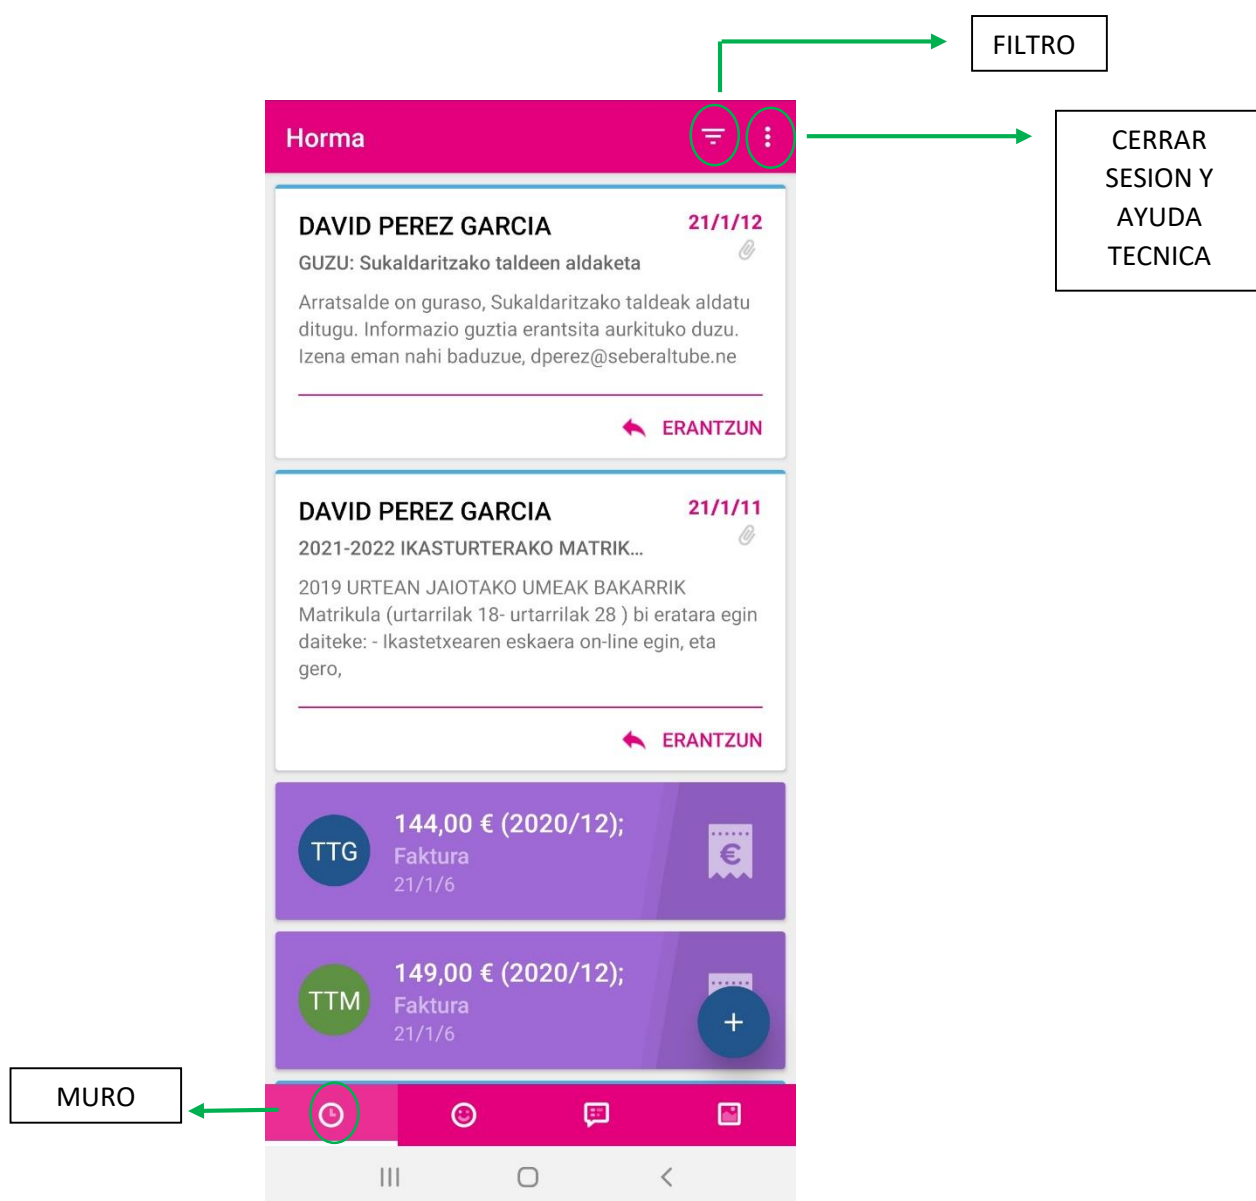 FILTRO
Horma
CERRAR
SESION Y
AYUDA
TECNICA
DAVID PEREZ GARCIA
21/1/12
GUZU: Sukaldaritzako taldeen aldaketa
Arratsalde on guraso, Sukaldaritzako taldeak aldatu
ditugu. Informazio guztia erantsita aurkituko duzu.
Izena eman nahi baduzue, dperez@seberaltube.ne
ERANTZUN
DAVID PEREZ GARCIA
21/1/11
2021-2022 IKASTURTERAKO MATRIK...
2019 URTEAN JAIOTAKO UMEAK BAKARRIK
Matrikula (urtarrilak 18- urtarrilak 28 ) bi eratara egin
daiteke: - Ikastetxearen eskaera on-line egin, eta
gero,
ERANTZUN
TTG
144,00 € (2020/12);
Faktura
21/1/6
€
TTM
149,00 € (2020/12);
Faktura
21/1/6
+
MURO